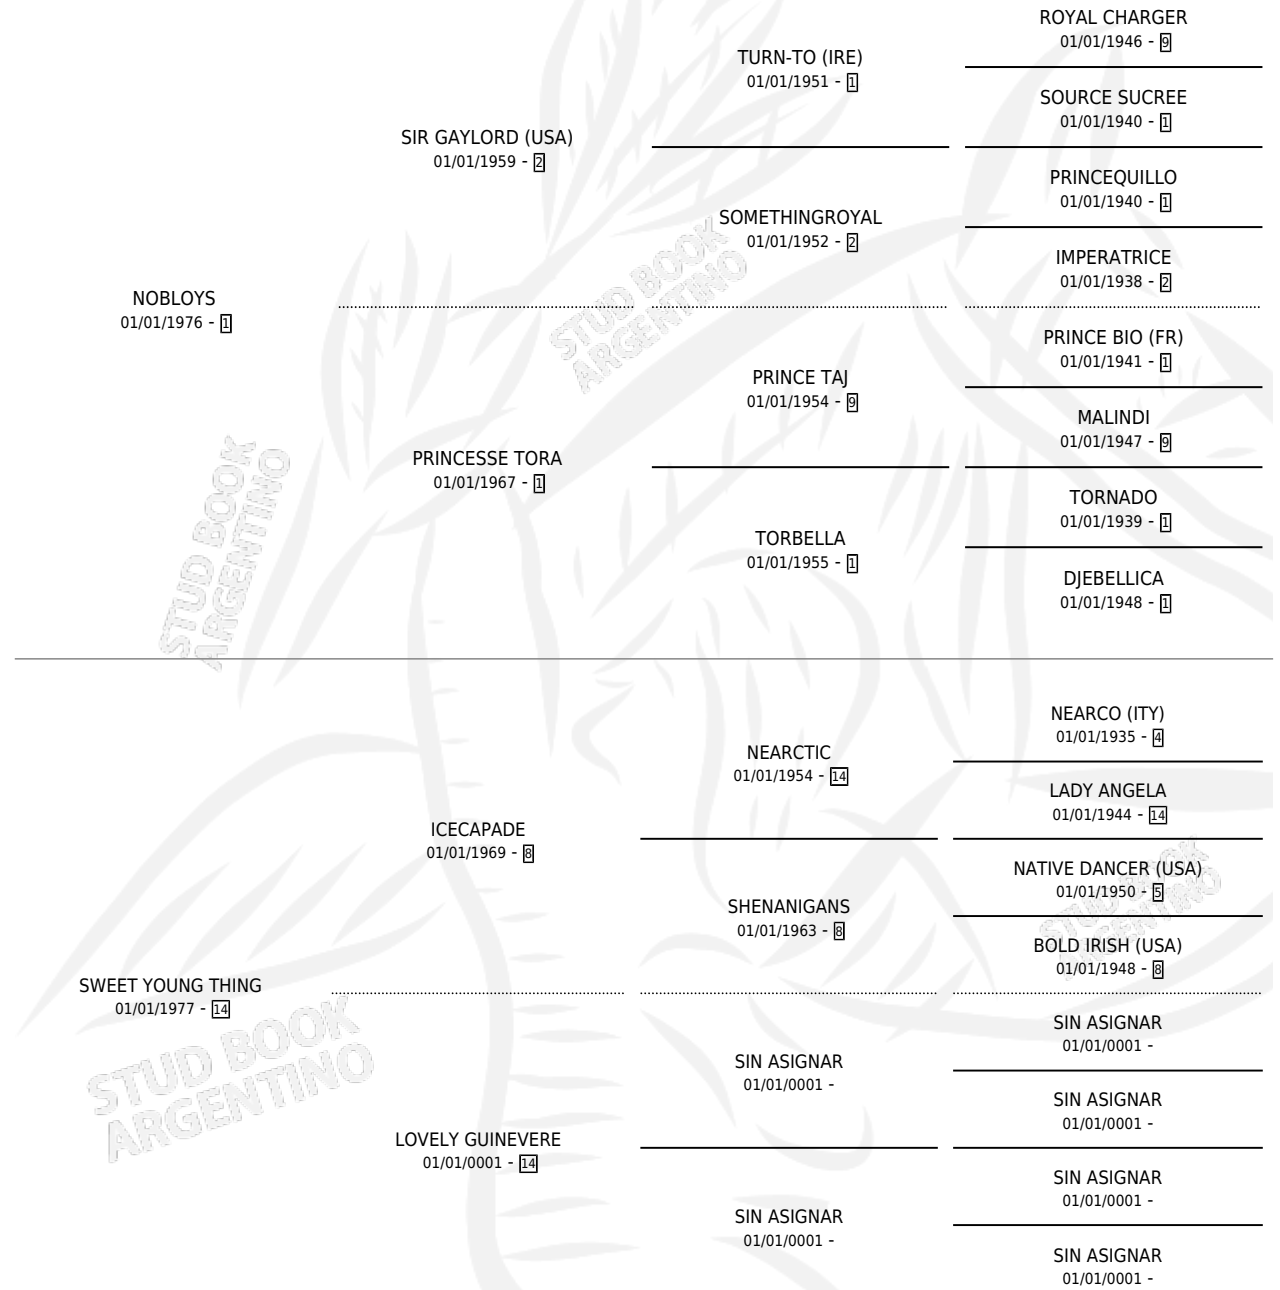 ROYAL CHARGER
01/01/1946 - 9
TURN-TO (IRE)
01/01/1951 - 1
SOURCE SUCREE
01/01/1940 - 1
SIR GAYLORD (USA)
01/01/1959 - 2
PRINCEQUILLO
01/01/1940 - 1
SOMETHINGROYAL
01/01/1952 - 2
IMPERATRICE
01/01/1938 - 2
NOBLOYS
01/01/1976 - 1
PRINCE BIO (FR)
01/01/1941 - 1
PRINCE TAJ
01/01/1954 - 9
MALINDI
01/01/1947 - 9
PRINCESSE TORA
01/01/1967 - 1
TORNADO
01/01/1939 - 1
TORBELLA
01/01/1955 - 1
DJEBELLICA
01/01/1948 - 1
NEARCO (ITY)
01/01/1935 - 4
NEARCTIC
01/01/1954 - 14
LADY ANGELA
01/01/1944 - 14
ICECAPADE
01/01/1969 - 8
NATIVE DANCER (USA)
01/01/1950 - 5
SHENANIGANS
01/01/1963 - 8
BOLD IRISH (USA)
01/01/1948 - 8
SWEET YOUNG THING
01/01/1977 - 14
SIN ASIGNAR
01/01/0001 -
SIN ASIGNAR
01/01/0001 -
SIN ASIGNAR
01/01/0001 -
LOVELY GUINEVERE
01/01/0001 - 14
SIN ASIGNAR
01/01/0001 -
SIN ASIGNAR
01/01/0001 -
SIN ASIGNAR
01/01/0001 -
STUD BOOK
ARGENTINO
STUD BOOK
ARGENTINO
STUD BOOK
ARGENTINO
STUD BOOK
ARGENTINO